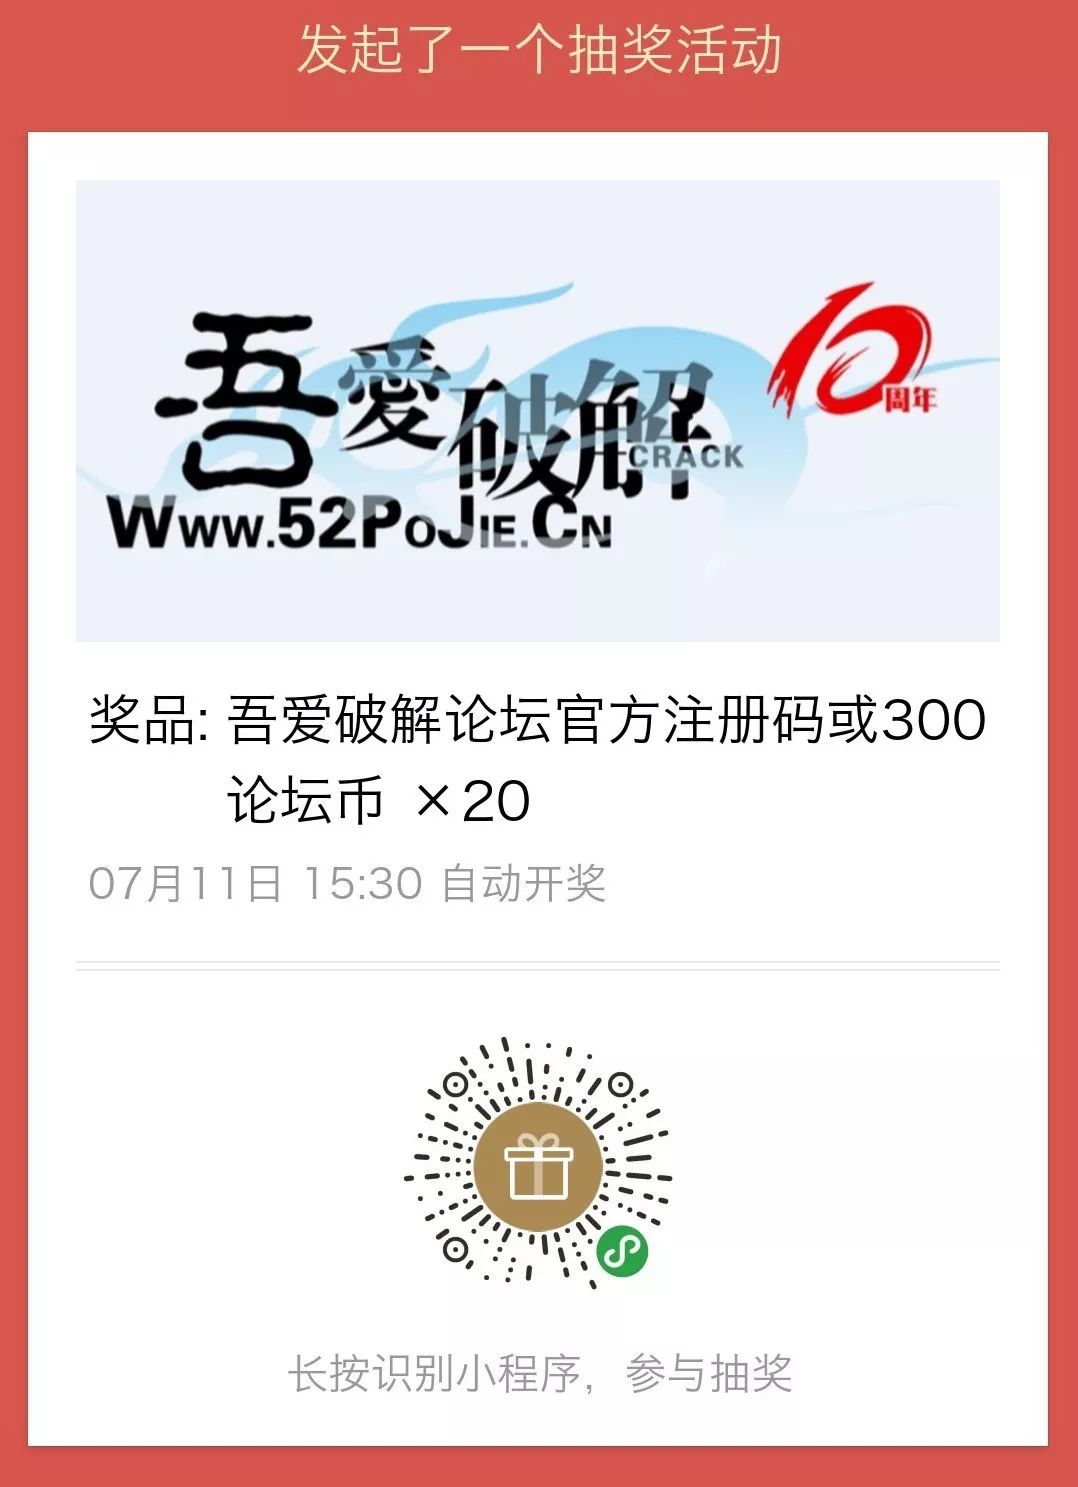 发起了一个抽奖活动
吾愛破解
CRACK
10周年
Www.52PoJie.Cn
奖品: 吾爱破解论坛官方注册码或300
论坛币 ×20
07月11日 15:30 自动开奖
长按识别小程序，参与抽奖